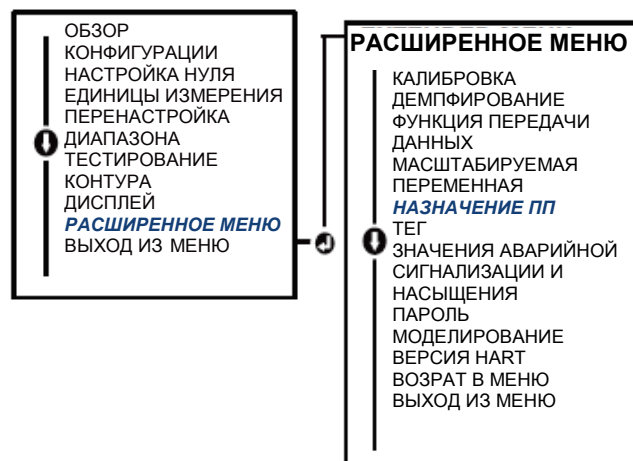 ОБЗОР
КОНФИГУРАЦИИ
НАСТРОЙКА НУЛЯ
ЕДИНИЦЫ ИЗМЕРЕНИЯ
ПЕРЕНАСТРОЙКА
ДИАПАЗОНА
ТЕСТИРОВАНИЕ
КОНТУРА
ДИСПЛЕЙ
РАСШИРЕННОЕ МЕНЮ
ВЫХОД ИЗ МЕНЮ
РАСШИРЕННОЕ МЕНЮ
КАЛИБРОВКА
ДЕМПФИРОВАНИЕ
ФУНКЦИЯ ПЕРЕДАЧИ
ДАННЫХ
МАСШТАБИРУЕМАЯ
ПЕРЕМЕННАЯ
НАЗНАЧЕНИЕ ПП
ТЕГ
ЗНАЧЕНИЯ АВАРИЙНОЙ
СИГНАЛИЗАЦИИ И
НАСЫЩЕНИЯ
ПАРОЛЬ
МОДЕЛИРОВАНИЕ
ВЕРСИЯ HART
ВОЗРАТ В МЕНЮ
ВЫХОД ИЗ МЕНЮ